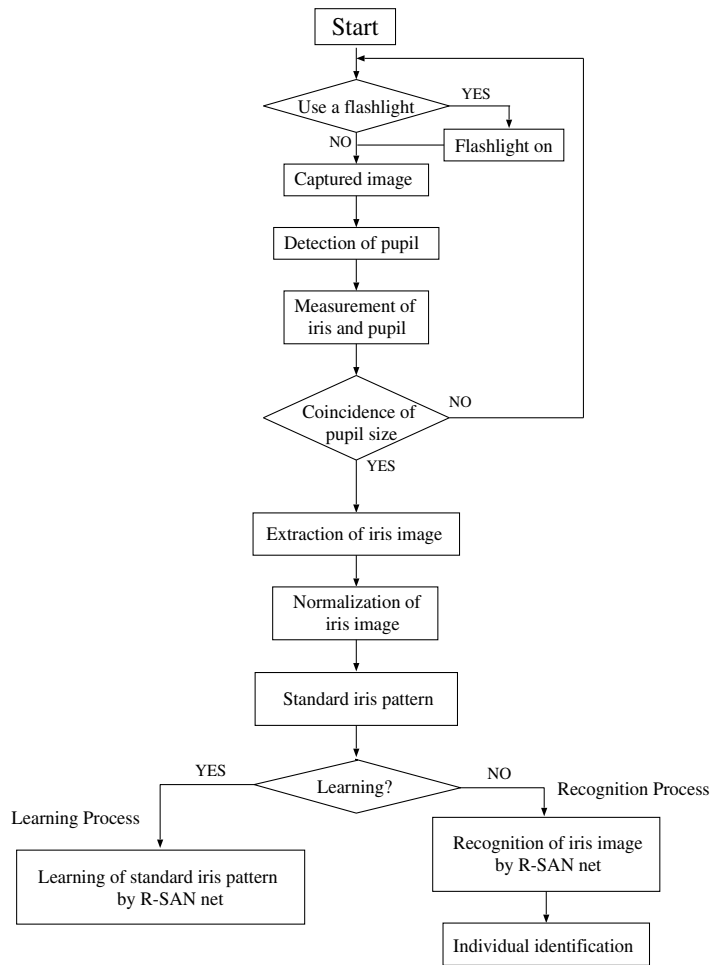 Start
Use a flashlight
YES
Flashlight on
NO
Captured image
Detection of pupil
Measurement of
iris and pupil
Coincidence of
pupil size
NO
YES
Extraction of iris image
Normalization of
iris image
Standard iris pattern
Learning?
YES
NO
Learning Process
Recognition Process
Learning of standard iris pattern
by R-SAN net
Recognition of iris image
by R-SAN net
Individual identification